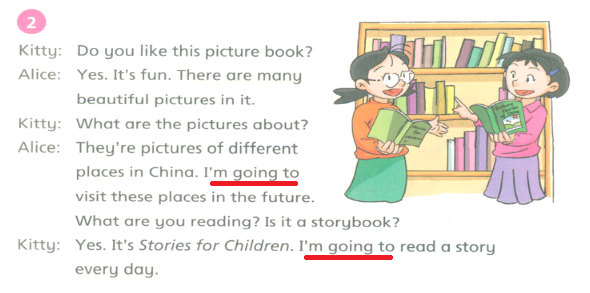 2
Kitty: Do you like this picture book?
Alice: Yes. It's fun. There are many
beautiful pictures in it.
Kitty: What are the pictures about?
Alice: They're pictures of different
places in China. I'm going to
visit these places in the future.
What are you reading? Is it a storybook?
Kitty: Yes. It's Stories for Children. I'm going to read a story
every day.